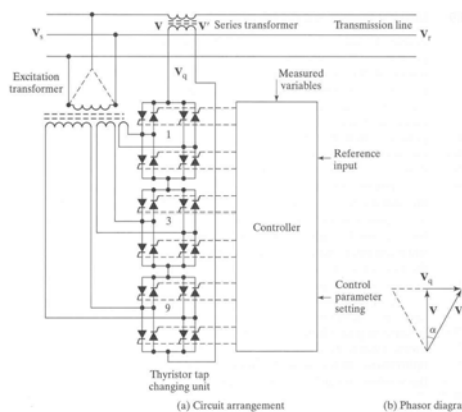 V
V'
Series transformer
Transmission line
Vs
Vr
Excitation
transformer
Vq
Measured
variables
1
Reference
input
3
Controller
9
Control
parameter
setting
Vq
V
V'
α
Thyristor tap
changing unit
(a) Circuit arrangement
(b) Phasor diagra